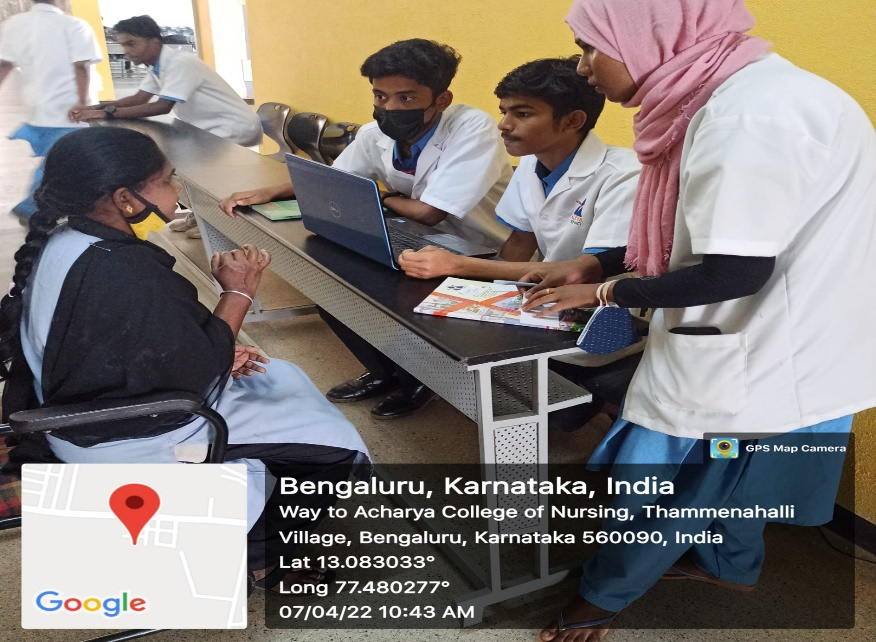 GPS Map Camera
Bengaluru, Karnataka, India
Way to Acharya College of Nursing, Thammenahalli
Village, Bengaluru, Karnataka 560090, India
Lat 13.083033°
Long 77.480277°
07/04/22 10:43 AM
Google